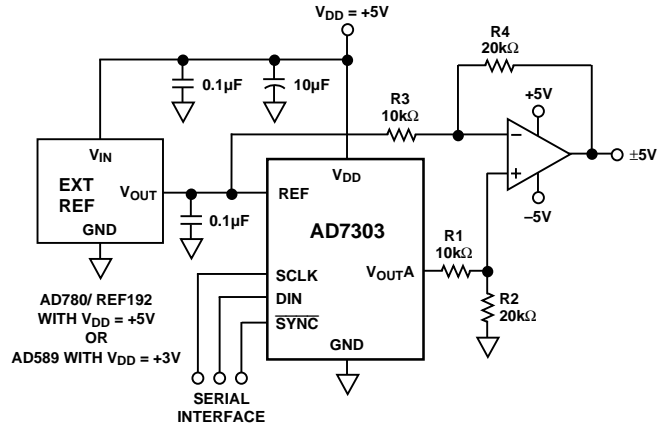 V_DD = +5V
R4
20kΩ
0.1µF
10µF
R3
10kΩ
+5V
−
±5V
+
–5V
V_IN
EXT
REF
V_OUT
GND
V_DD
REF
AD7303
0.1µF
V_OUTA
R1
10kΩ
R2
20kΩ
SCLK
DIN
SYNC
GND
AD780/ REF192
WITH V_DD = +5V
OR
AD589 WITH V_DD = +3V
SERIAL
INTERFACE